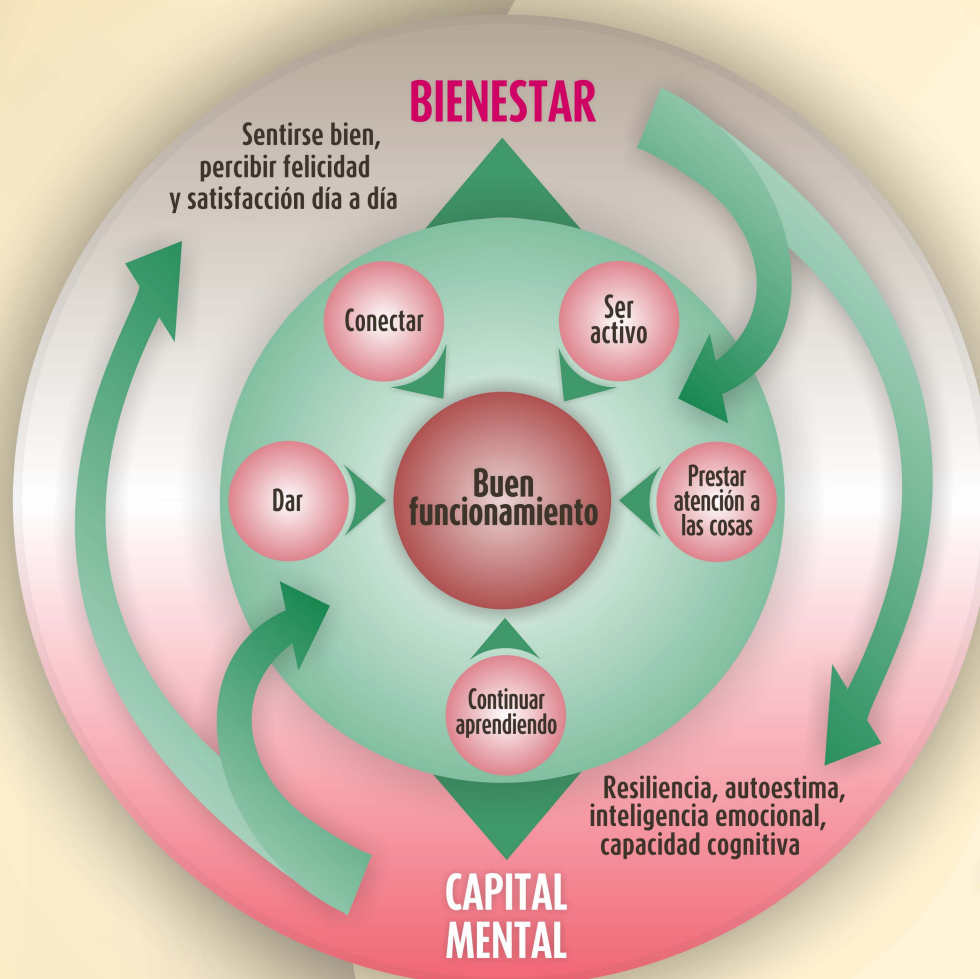 BIENESTAR
Sentirse bien,
percibir felicidad
y satisfacción día a día
Conectar
Ser
activo
Dar
Buen
funcionamiento
Prestar
atención a
las cosas
Continuar
aprendiendo
Resiliencia, autoestima,
inteligencia emocional,
capacidad cognitiva
CAPITAL
MENTAL